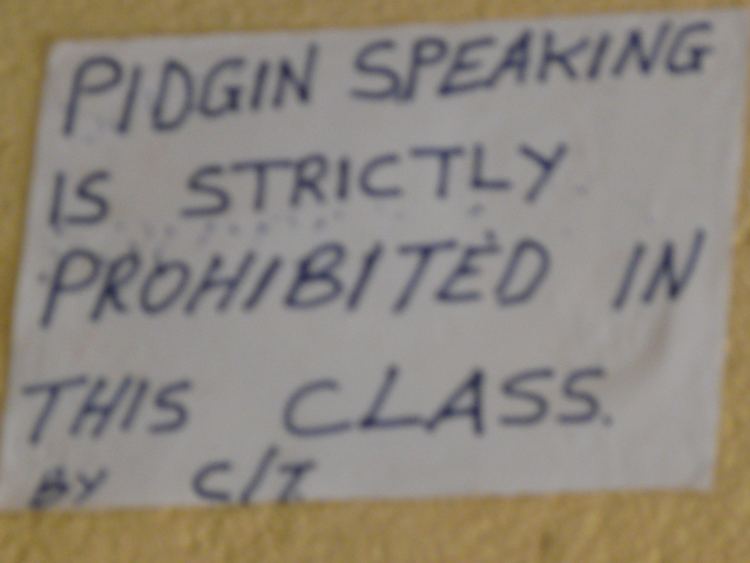 PIDGIN SPEAKING
IS STRICTLY
PROHIBITED IN
THIS CLASS.
BY C/T